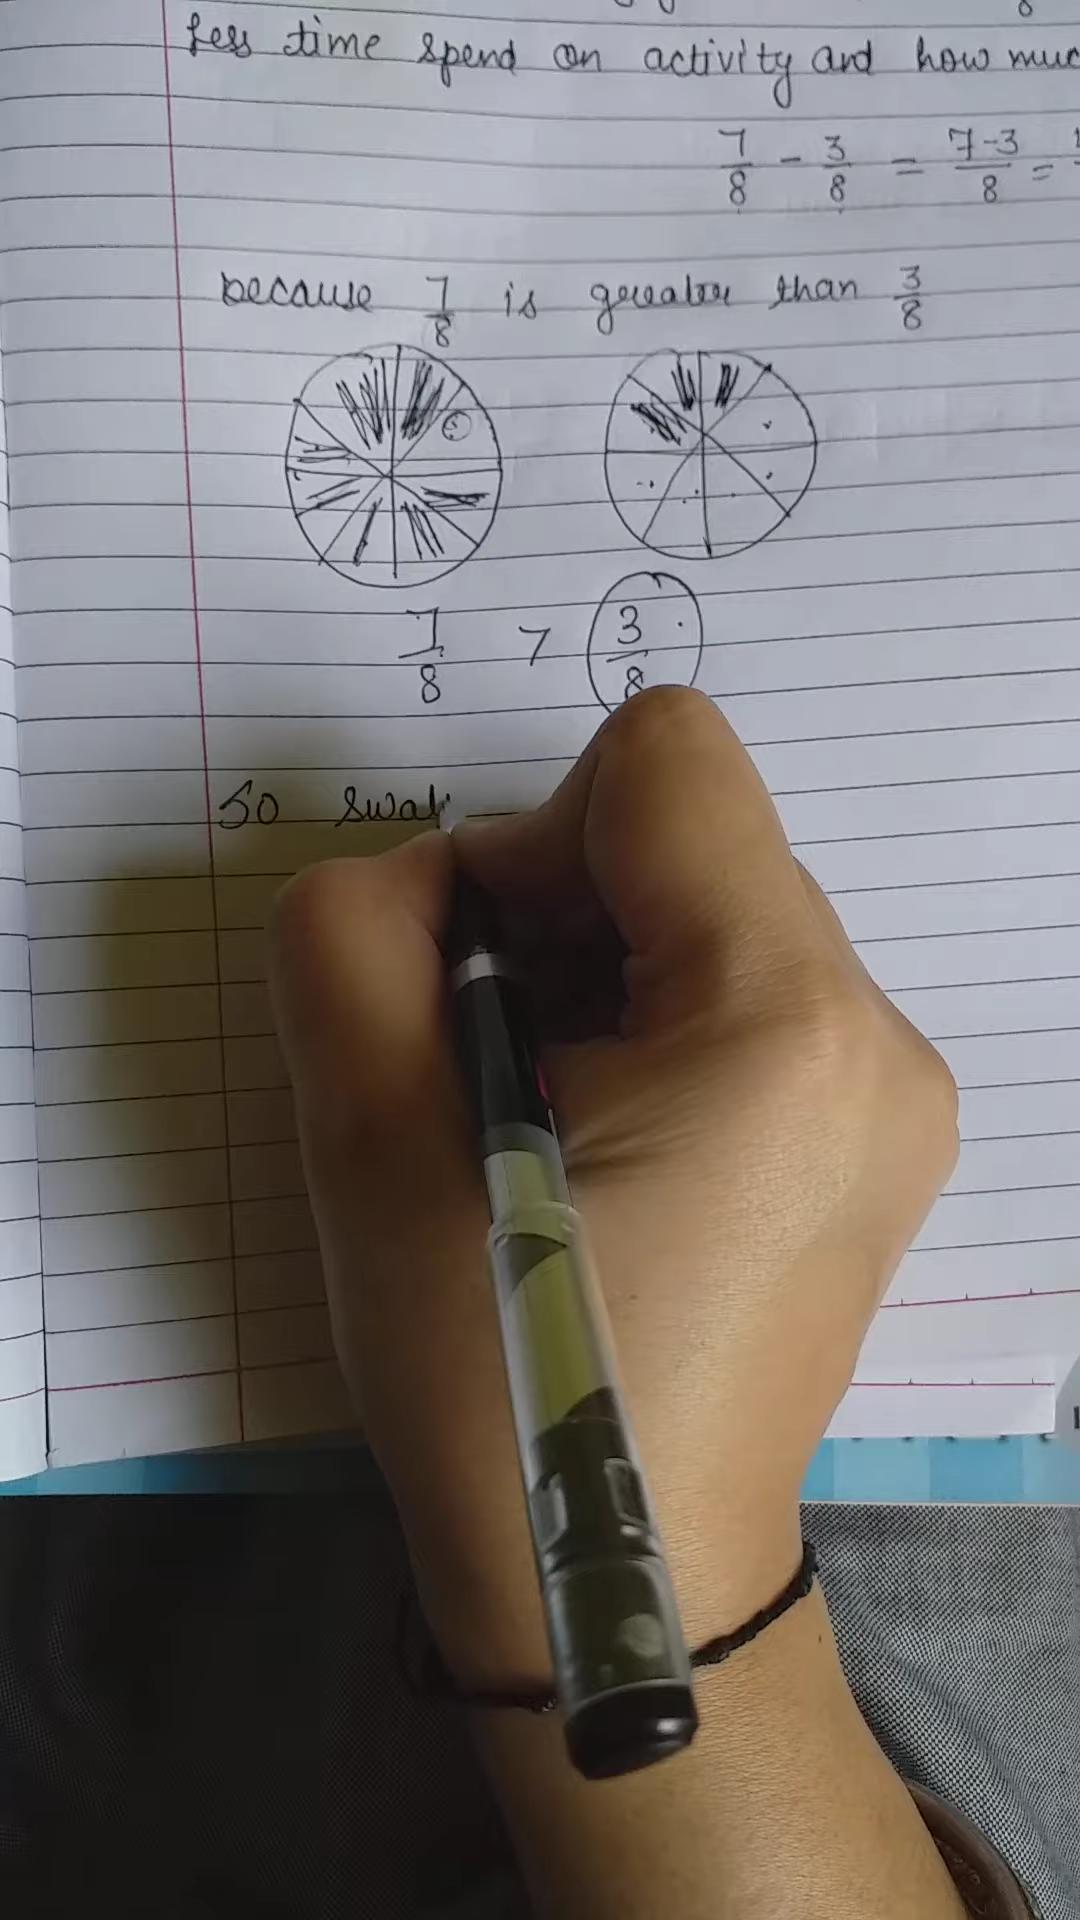 less time spend on activity and how muc
7/8 - 3/8 = 7-3/8 =
because 7/8 is greater than 3/8
7/8 > 3/8
So swal